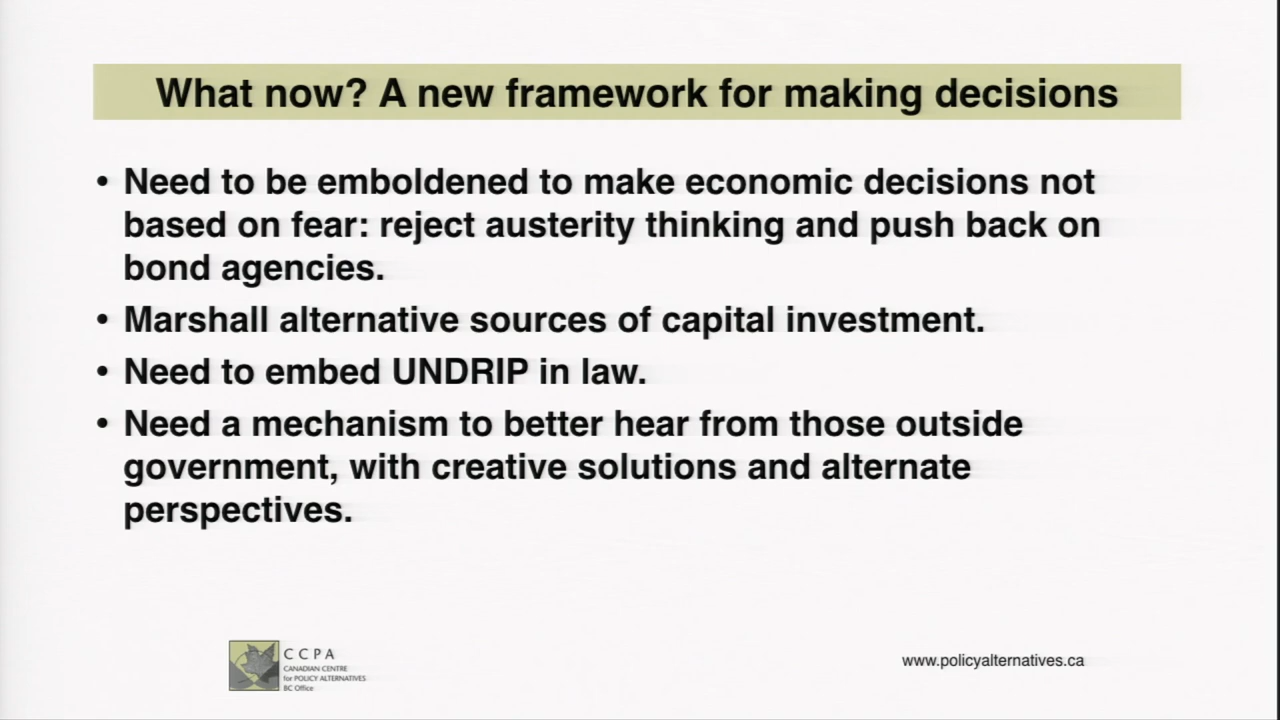 What now? A new framework for making decisions
• Need to be emboldened to make economic decisions not
based on fear: reject austerity thinking and push back on
bond agencies.
• Marshall alternative sources of capital investment.
• Need to embed UNDRIP in law.
• Need a mechanism to better hear from those outside
government, with creative solutions and alternate
perspectives.
CCPA
CANADIAN CENTRE
for POLICY ALTERNATIVES
BC Office
www.policyalternatives.ca